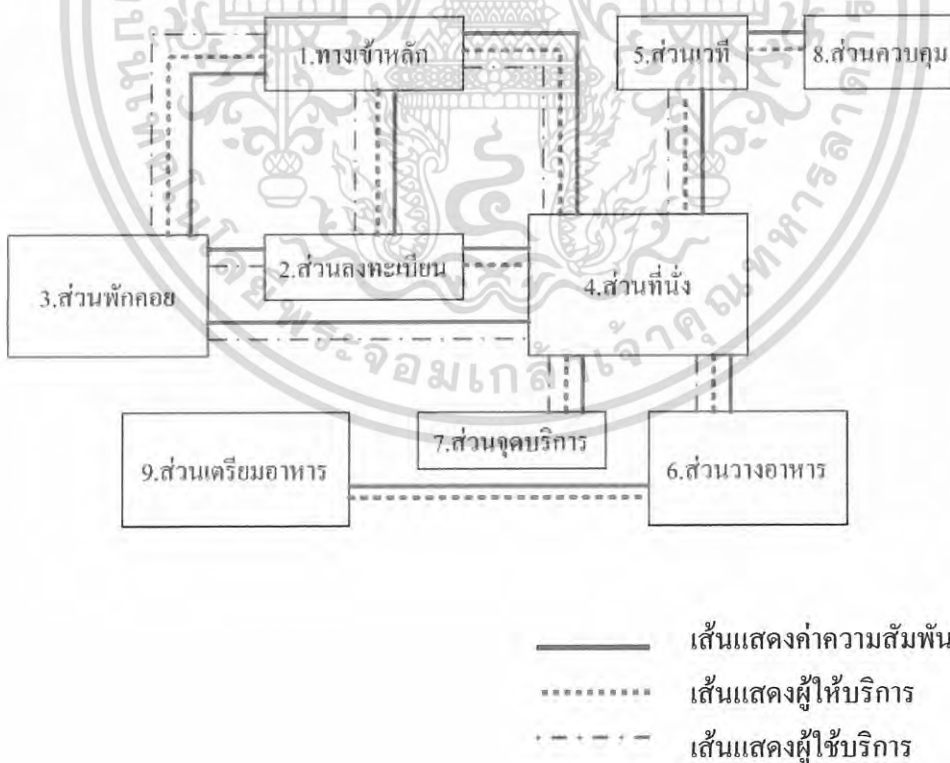 1.ทางเข้าหลัก
5.ส่วนเวที
8.ส่วนควบคุม
3.ส่วนพักคอย
2.ส่วนลงทะเบียน
4.ส่วนที่นั่ง
7.ส่วนจุดบริการ
9.ส่วนเตรียมอาหาร
6.ส่วนวางอาหาร
เส้นแสดงค่าความสัมพัน
เส้นแสดงผู้ให้บริการ
เส้นแสดงผู้ใช้บริการ